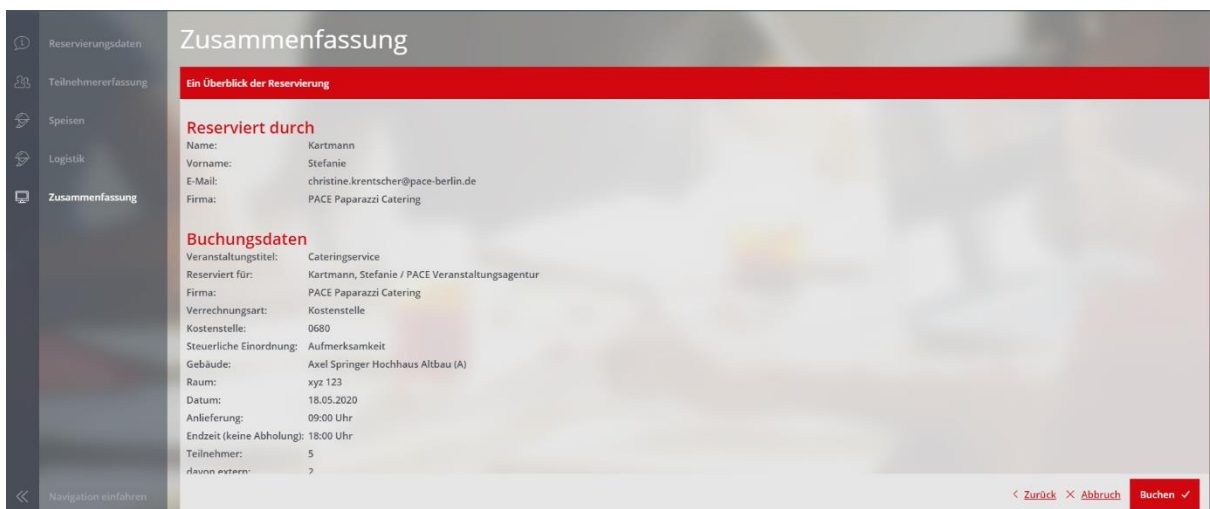 Reservierungsdaten
Teilnehmererfassung
Speisen
Logistik
Zusammenfassung
Navigation einfahren
Zusammenfassung
Ein Überblick der Reservierung
Reserviert durch
Name: Kartmann
Vorname: Stefanie
E-Mail: christine.krentscher@pace-berlin.de
Firma: PACE Paparazzi Catering
Buchungsdaten
Veranstaltungstitel: Cateringservice
Reserviert für: Kartmann, Stefanie / PACE Veranstaltungsagentur
Firma: PACE Paparazzi Catering
Verrechnungsart: Kostenstelle
Kostenstelle: 0680
Steuerliche Einordnung: Aufmerksamkeit
Gebäude: Axel Springer Hochhaus Altbau (A)
Raum: xyz 123
Datum: 18.05.2020
Anlieferung: 09:00 Uhr
Endzeit (keine Abholung): 18:00 Uhr
Teilnehmer: 5
davon extern: 2
Zurück Abbruch Buchen